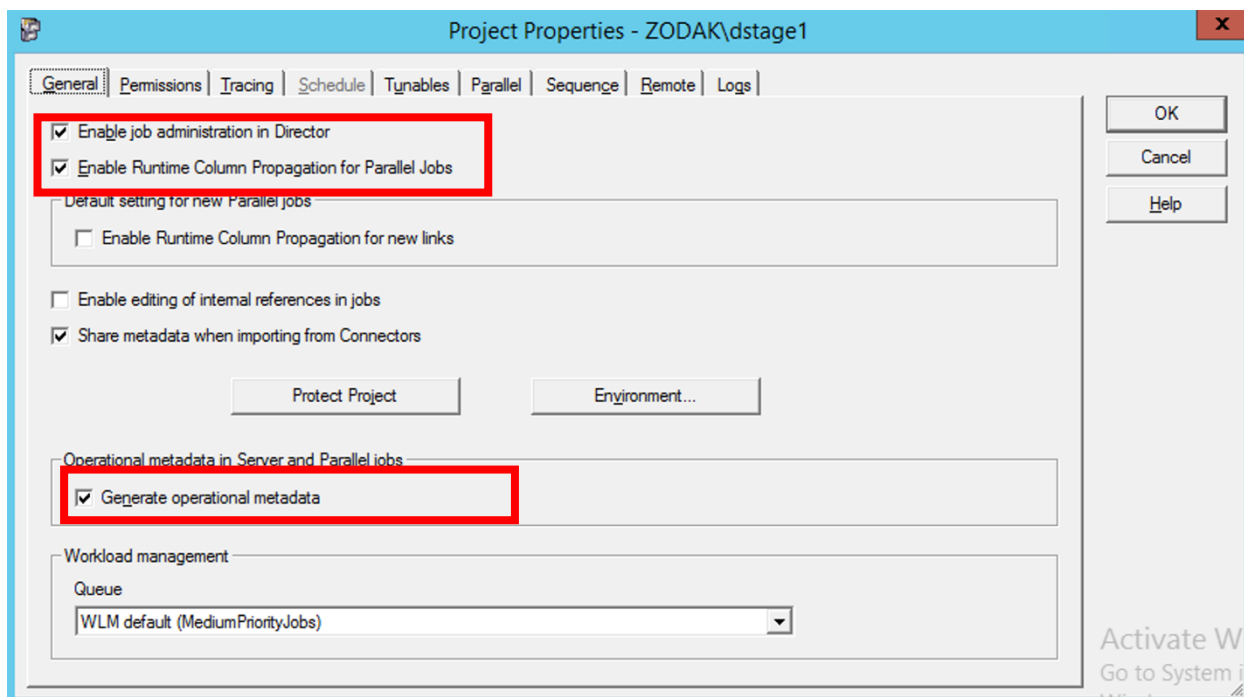 Project Properties - ZODAK\dstage1
x
General Permissions Tracing Schedule Tunables Parallel Sequence Remote Logs
Enable job administration in Director
Enable Runtime Column Propagation for Parallel Jobs
Default setting for new Parallel jobs
Enable Runtime Column Propagation for new links
Enable editing of internal references in jobs
Share metadata when importing from Connectors
Protect Project Environment...
Operational metadata in Server and Parallel jobs
Generate operational metadata
Workload management
Queue
WLM default (MediumPriorityJobs)
OK
Cancel
Help
Activate W
Go to System i